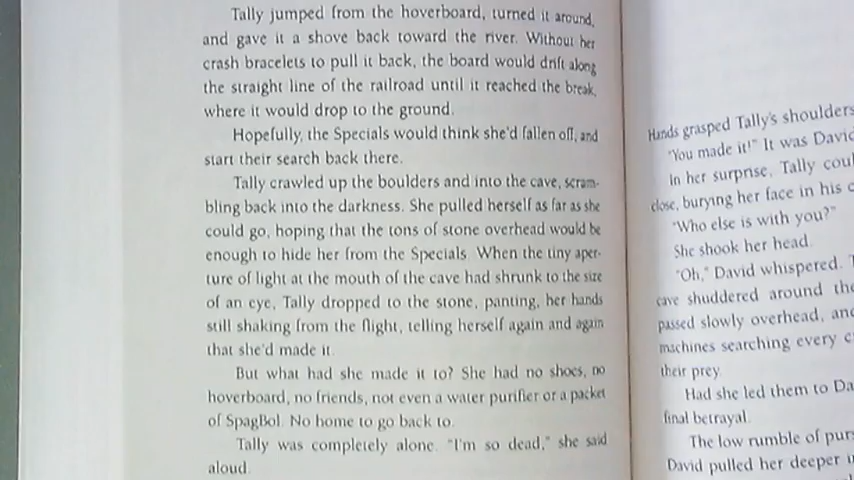 Tally jumped from the hoverboard, turned it around,
and gave it a shove back toward the river. Without her
crash bracelets to pull it back, the board would drift along
the straight line of the railroad until it reached the break,
where it would drop to the ground.
Hopefully, the Specials would think she'd fallen off, and
start their search back there.
Tally crawled up the boulders and into the cave, scram-
bling back into the darkness. She pulled herself as far as she
could go, hoping that the tons of stone overhead would be
enough to hide her from the Specials. When the tiny aper-
ture of light at the mouth of the cave had shrunk to the size
of an eye, Tally dropped to the stone, panting, her hands
still shaking from the flight, telling herself again and again
that she'd made it.
But what had she made it to? She had no shoes, no
hoverboard, no friends, not even a water purifier or a packet
of SpagBol. No home to go back to.
Tally was completely alone. "I'm so dead," she said
aloud.
Hands grasped Tally's shoulders
"You made it!" It was David
In her surprise, Tally
close, burying her face in his
"Who else is with you?"
She shook her head.
"Oh," David whispered.
cave shuddered around the
passed slowly overhead, and
machines searching every
their prey.
Had she led them to
final betrayal.
The low rumble of
David pulled her deeper